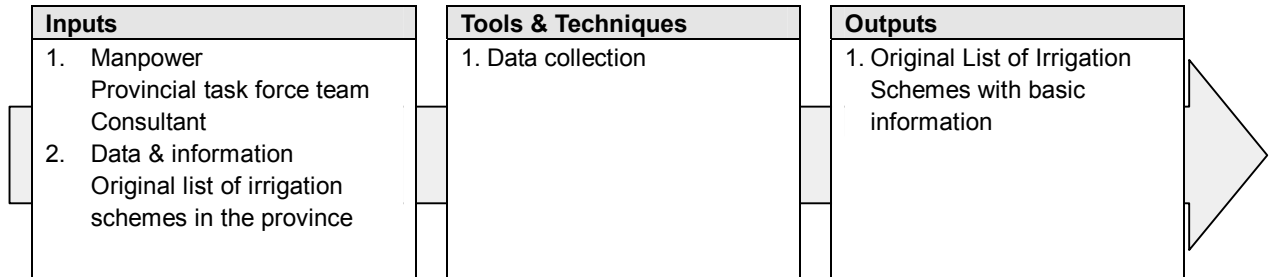 Inputs
1. Manpower
Provincial task force team
Consultant
2. Data & information
Original list of irrigation
schemes in the province
Tools & Techniques
1. Data collection
Outputs
1. Original List of Irrigation
Schemes with basic
information